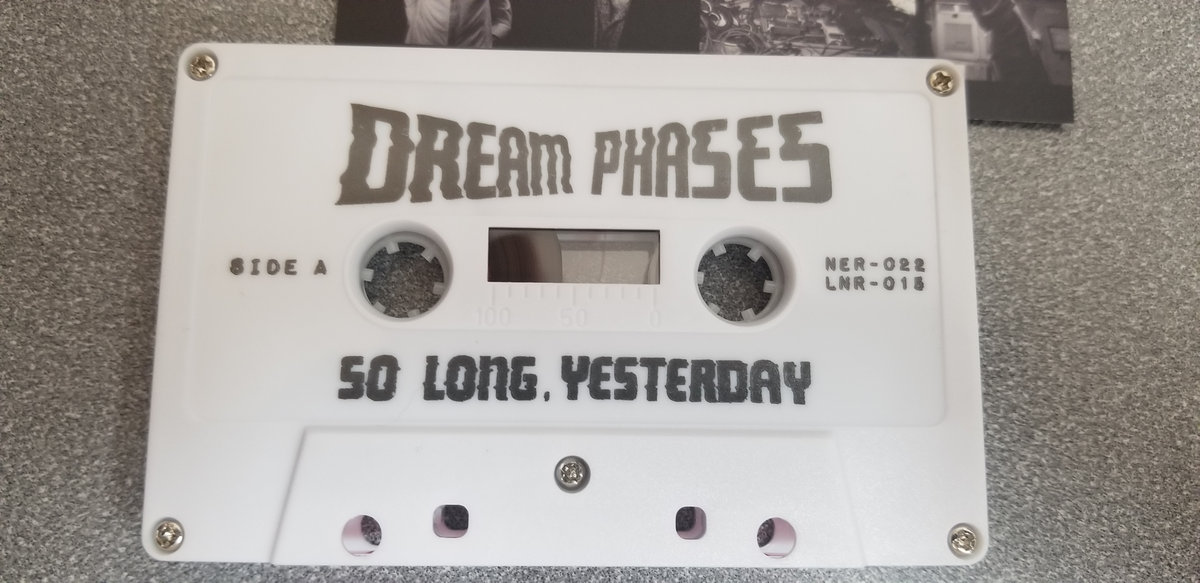 DREAM PHASES
SIDE A
NER-022
LNR-015
100 50 0
SO LONG, YESTERDAY